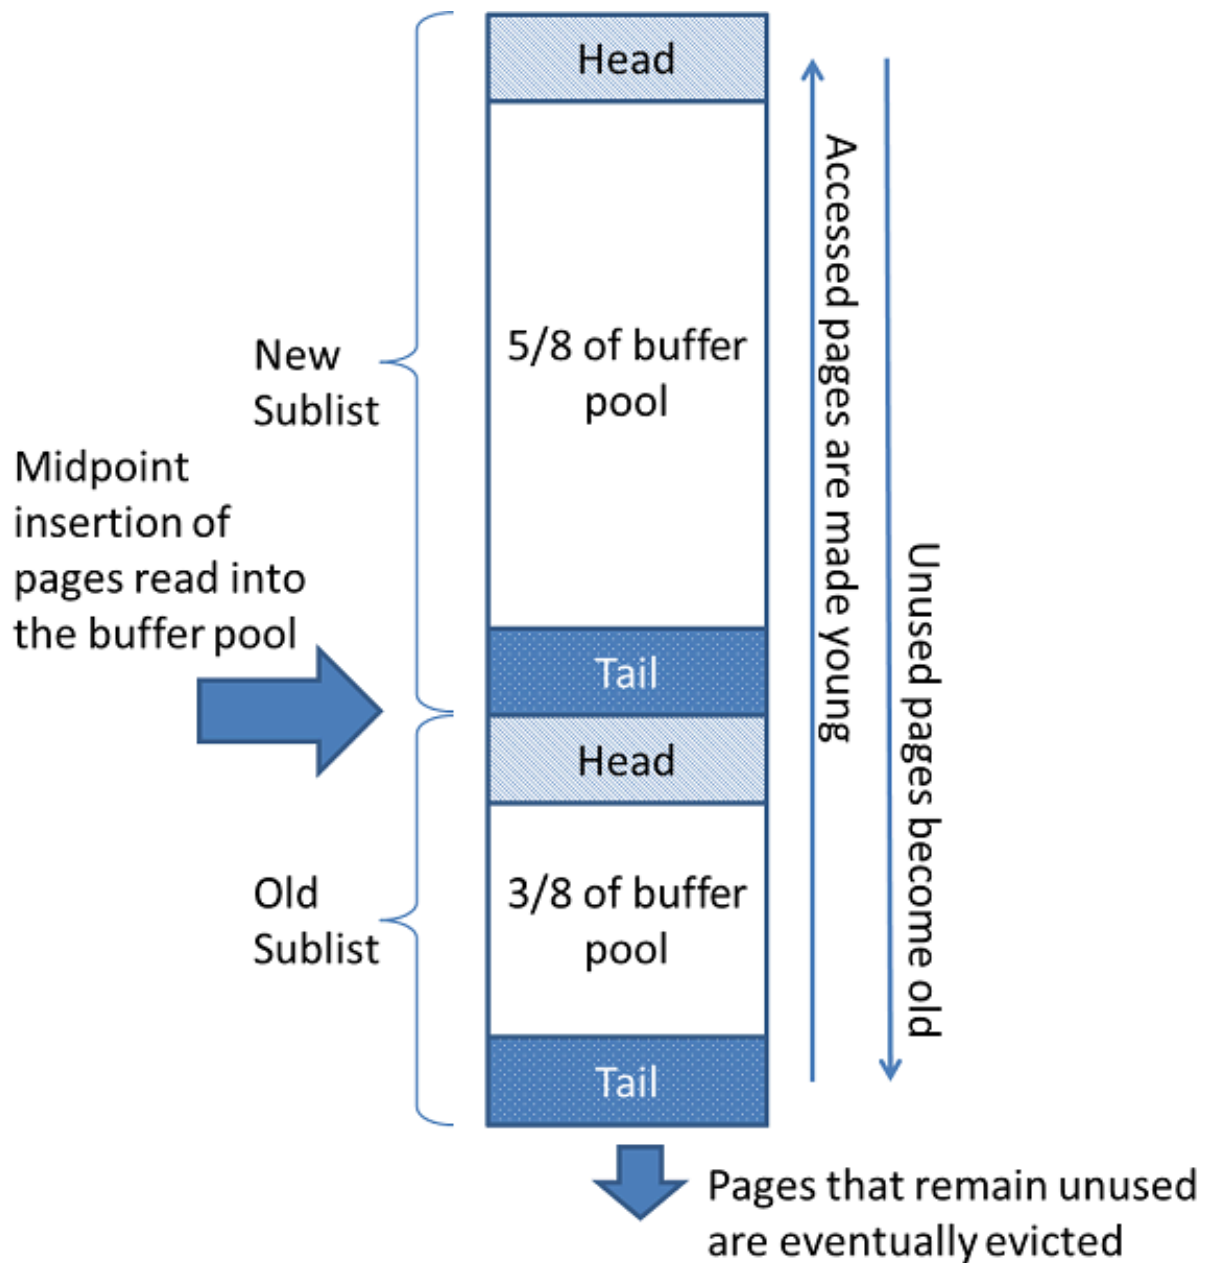 Head
5/8 of buffer
pool
New
Sublist
Midpoint
insertion of
pages read into
the buffer pool
Tail
Head
Old
Sublist
3/8 of buffer
pool
Tail
Accessed pages are made young
Unused pages become old
Pages that remain unused
are eventually evicted